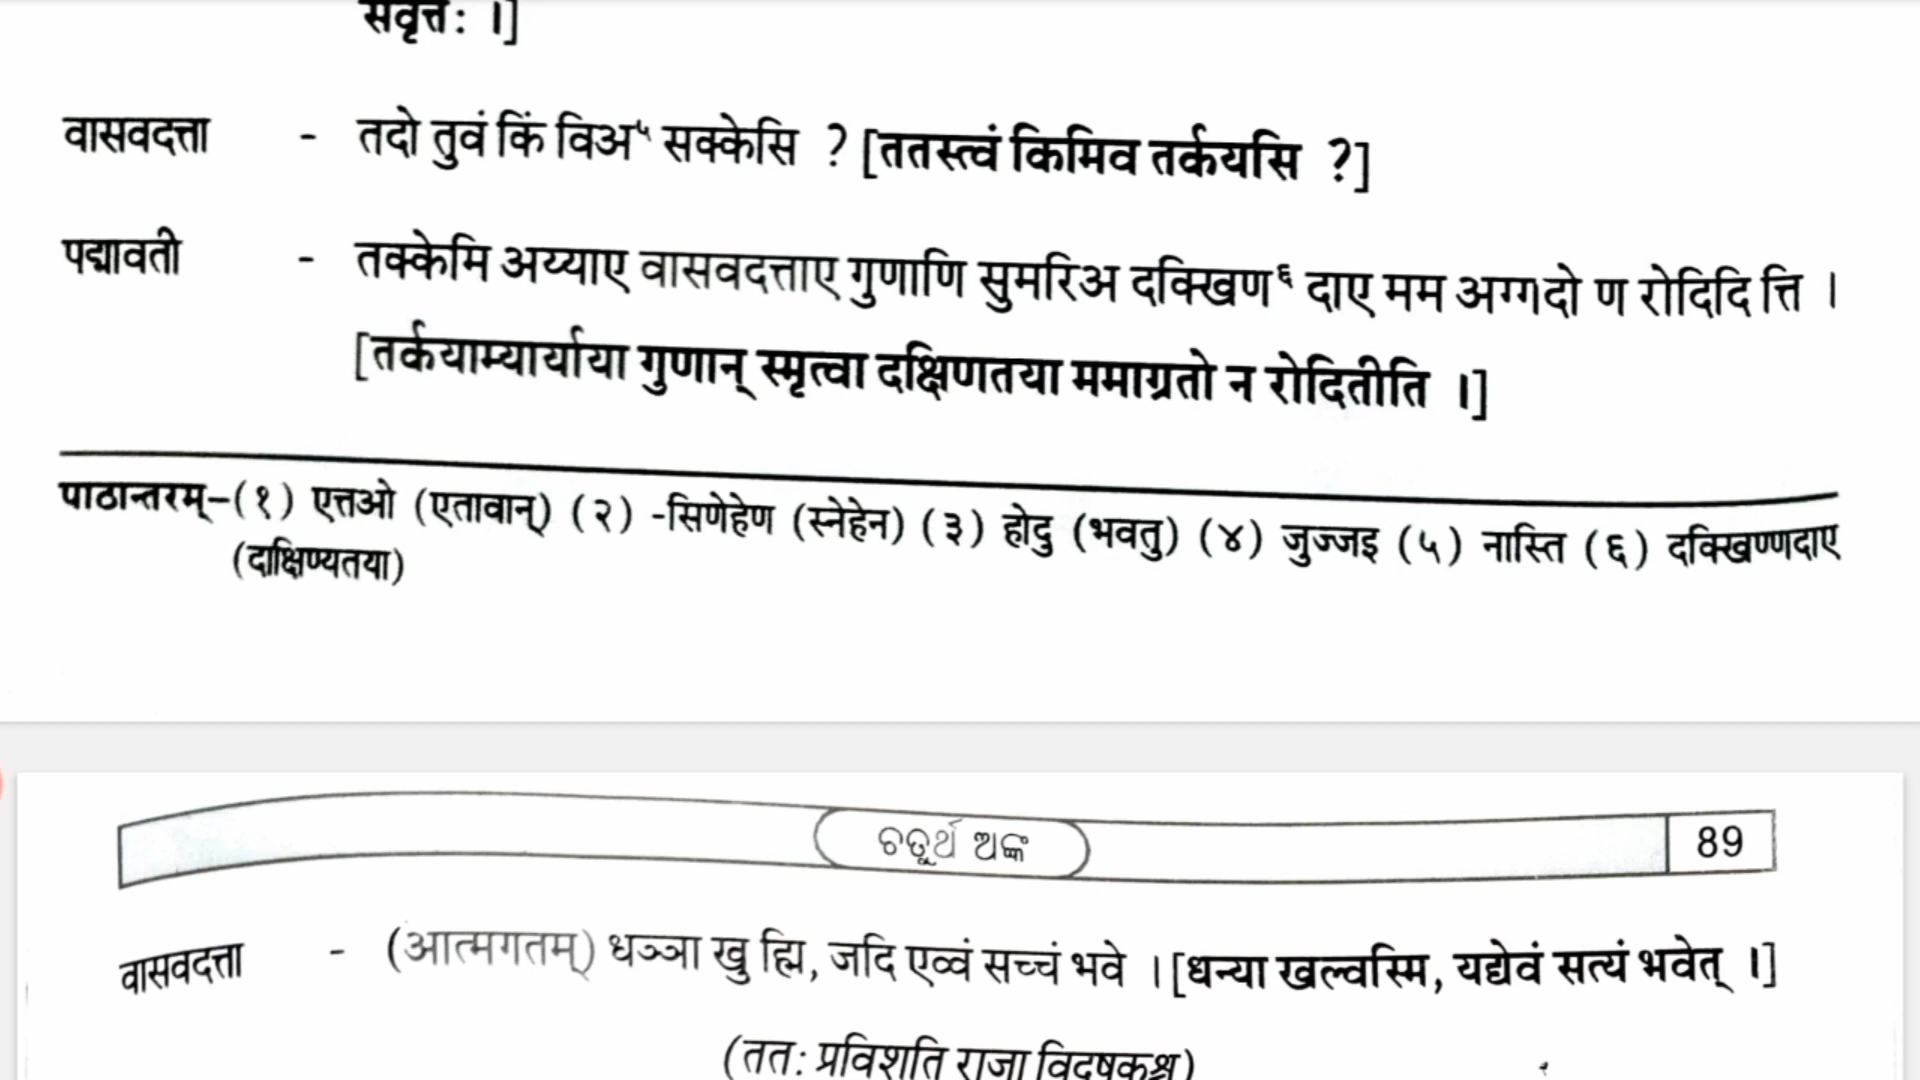 संवृत्तः ।]
वासवदत्ता - तदो तुवं किं विअ⁵ सक्केसि ? [ततस्त्वं किमिव तर्कयसि ?]
पद्मावती - तक्केमि अय्याए वासवदत्ताए गुणाणि सुमरिअ दक्खिण⁶ दाए मम अग्गदो ण रोदिदि त्ति ।
[तर्कयाम्यार्याया गुणान् स्मृत्वा दक्षिणतया ममाग्रतो न रोदितीति ।]
पाठान्तरम्–(१) एत्तओ (एतावान्) (२) -सिणेहेण (स्नेहेन) (३) होदु (भवतु) (४) जुज्जइ (५) नास्ति (६) दक्खिण्णदाए
(दाक्षिण्यतया)
ଚତୁର୍ଥ ଅଙ୍କ 89
वासवदत्ता - (आत्मगतम्) धञ्ञा खु ह्मि, जदि एव्वं सच्चं भवे । [धन्या खल्वस्मि, यद्येवं सत्यं भवेत् ।]
(ततः प्रविशति राजा विदूषकश्च)